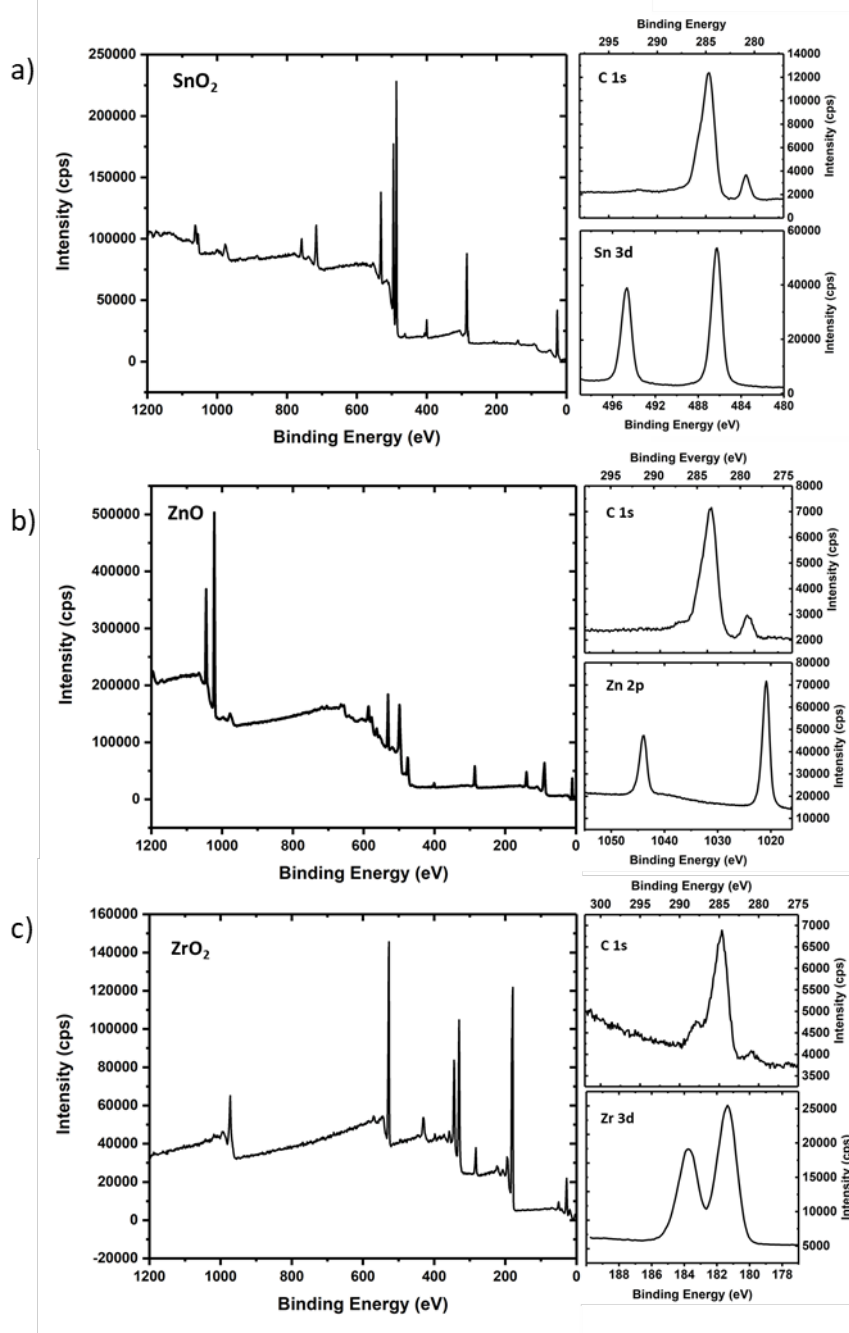 a)
SnO2
250000
200000
150000
100000
50000
0
Intensity (cps)
1200 1000 800 600 400 200 0
Binding Energy (eV)
Binding Energy
295 290 285 280
C 1s
14000
12000
10000
8000
6000
4000
2000
0
Intensity (cps)
Sn 3d
60000
40000
20000
0
Intensity (cps)
496 492 488 484 480
Binding Energy (eV)
b)
ZnO
500000
400000
300000
200000
100000
0
Intensity (cps)
1200 1000 800 600 400 200 0
Binding Energy (eV)
Binding Evergy (eV)
295 290 285 280 275
C 1s
8000
7000
6000
5000
4000
3000
2000
Intensity (cps)
Zn 2p
80000
70000
60000
50000
40000
30000
20000
10000
Intensity (cps)
1050 1040 1030 1020
Binding Energy (eV)
c)
ZrO2
160000
140000
120000
100000
80000
60000
40000
20000
0
-20000
Intensity (cps)
1200 1000 800 600 400 200 0
Binding Energy (eV)
Binding Energy (eV)
300 295 290 285 280 275
C 1s
7000
6500
6000
5500
5000
4500
4000
3500
Intensity (cps)
Zr 3d
25000
20000
15000
10000
5000
Intensity (cps)
188 186 184 182 180 178
Binding Energy (eV)